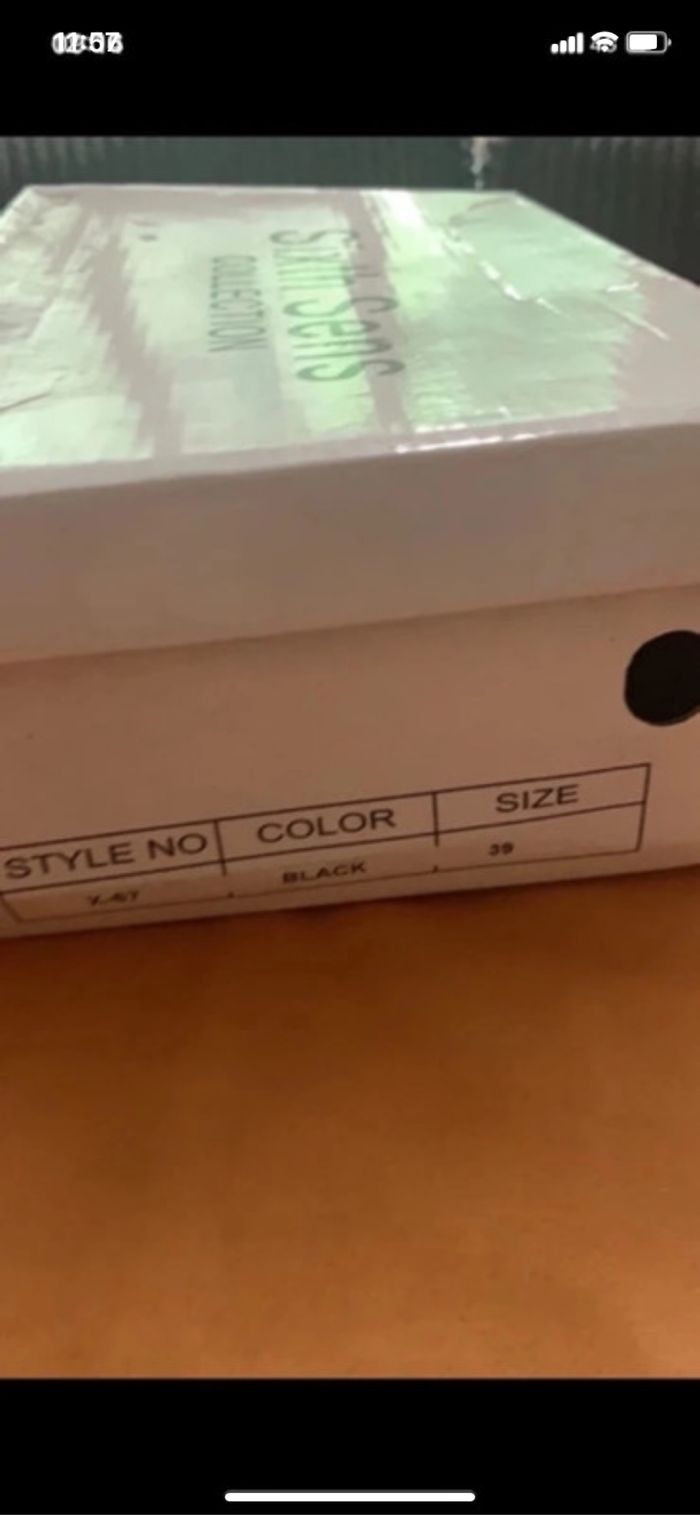 Sixth Sens
COLLECTION
STYLE NO COLOR SIZE
BLACK 39